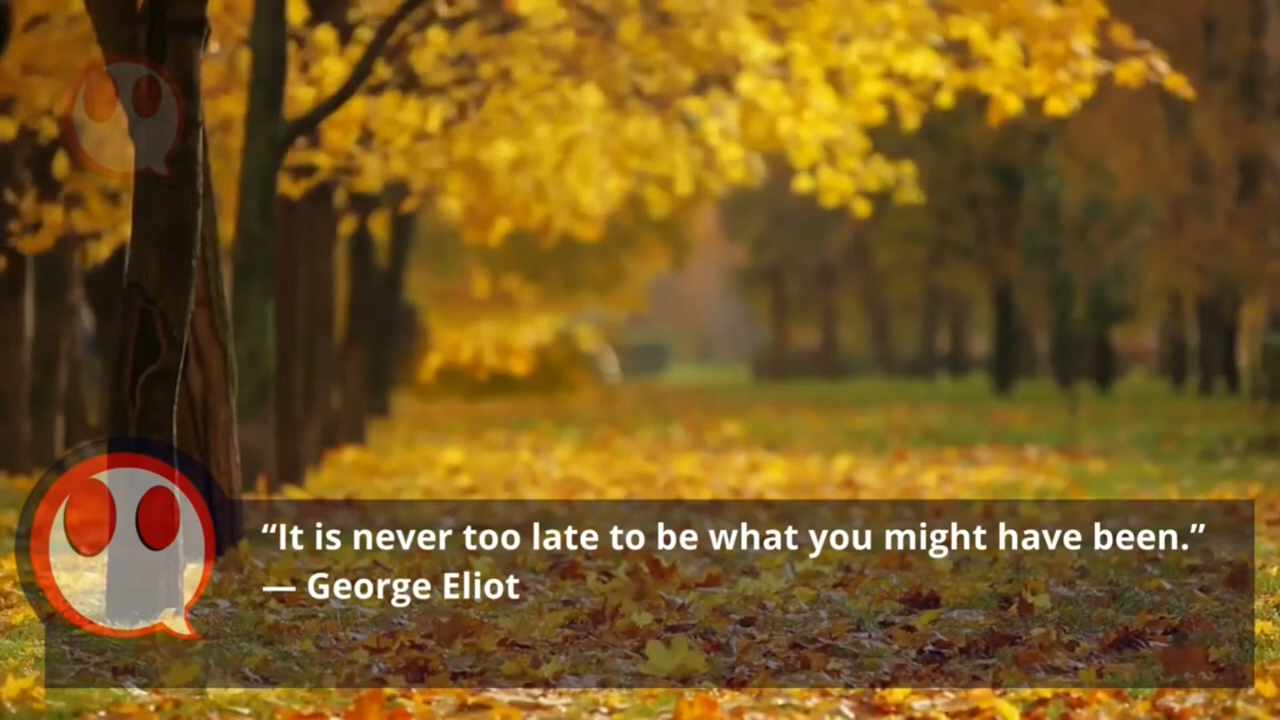 “It is never too late to be what you might have been.”
— George Eliot